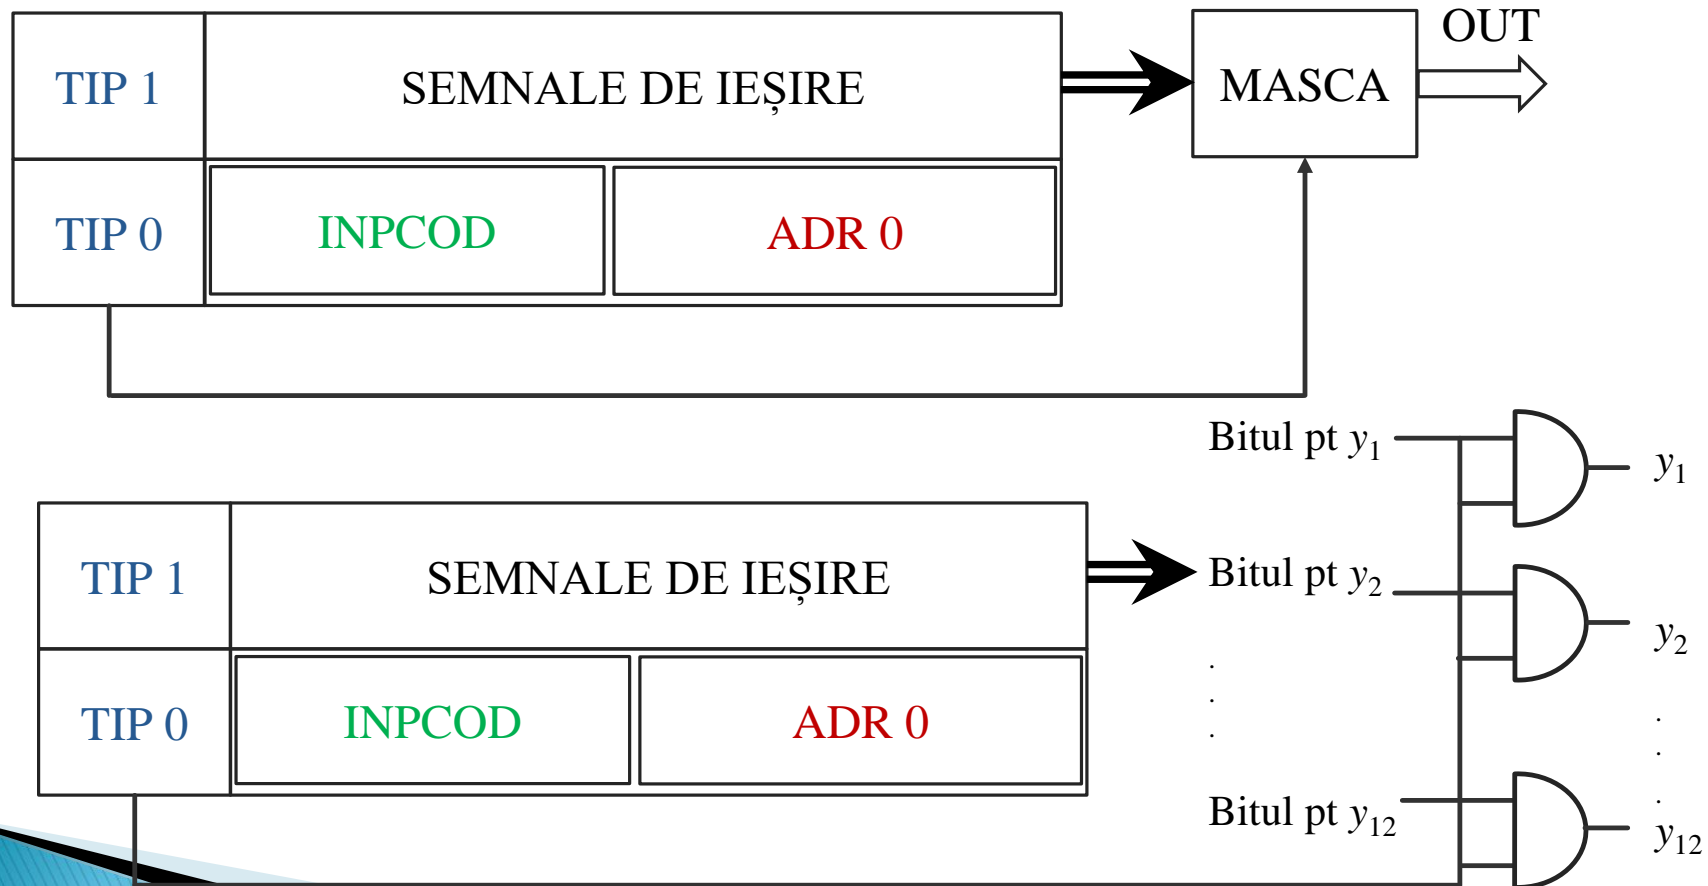 OUT
TIP 1 SEMNALE DE IEȘIRE MASCA
TIP 0 INPCOD ADR 0
Bitul pt y₁ y₁
TIP 1 SEMNALE DE IEȘIRE Bitul pt y₂ y₂
TIP 0 INPCOD ADR 0
Bitul pt y₁₂ y₁₂